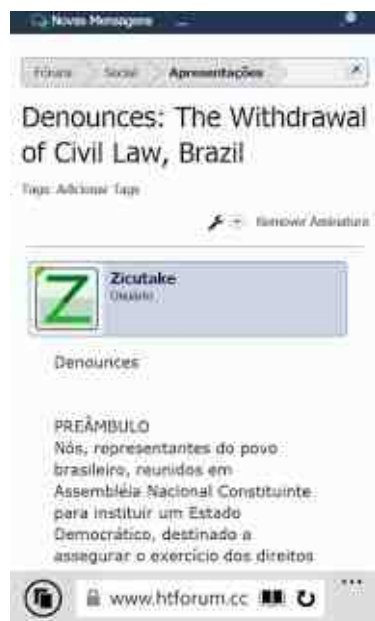 Novas Mensagens
Fóruns Social Apresentações
Denounces: The Withdrawal
of Civil Law, Brazil
Tags: Adicionar Tags
Remover Assinatura
Zicutake
Usuário
Denounces
PREÂMBULO
Nós, representantes do povo
brasileiro, reunidos em
Assembléia Nacional Constituinte
para instituir um Estado
Democrático, destinado a
assegurar o exercício dos direitos
www.htforum.cc